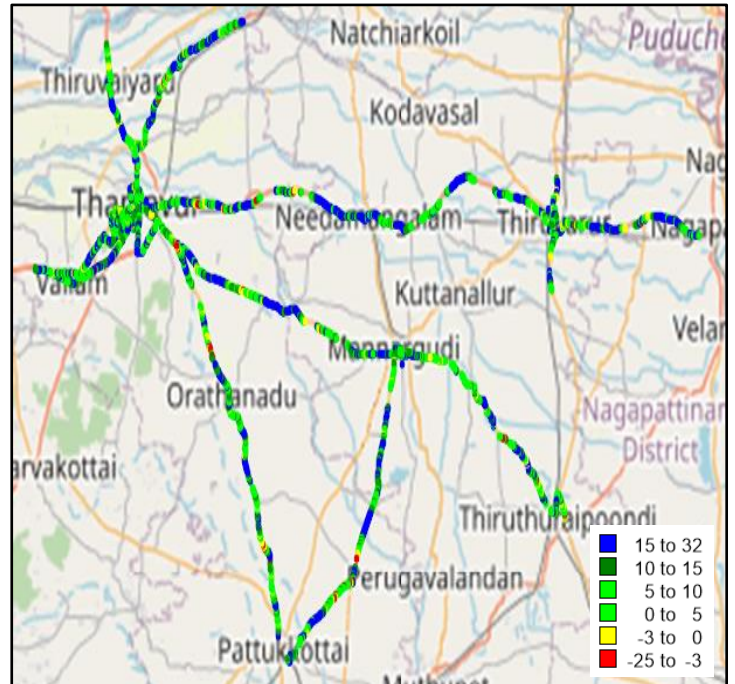 Natchiarkoil
Puduche
Thiruvaiyaru
Kodavasal
Nag
Thanjavur
Needamangalam
Thiruvarur
Nagapa
Vallam
Kuttanallur
Velan
Mannargudi
Orathanadu
Nagapattinam
District
arvakottai
Thiruthuraipoondi
Perugavalandan
Pattukkottai
15 to 32
10 to 15
5 to 10
0 to 5
-3 to 0
-25 to -3